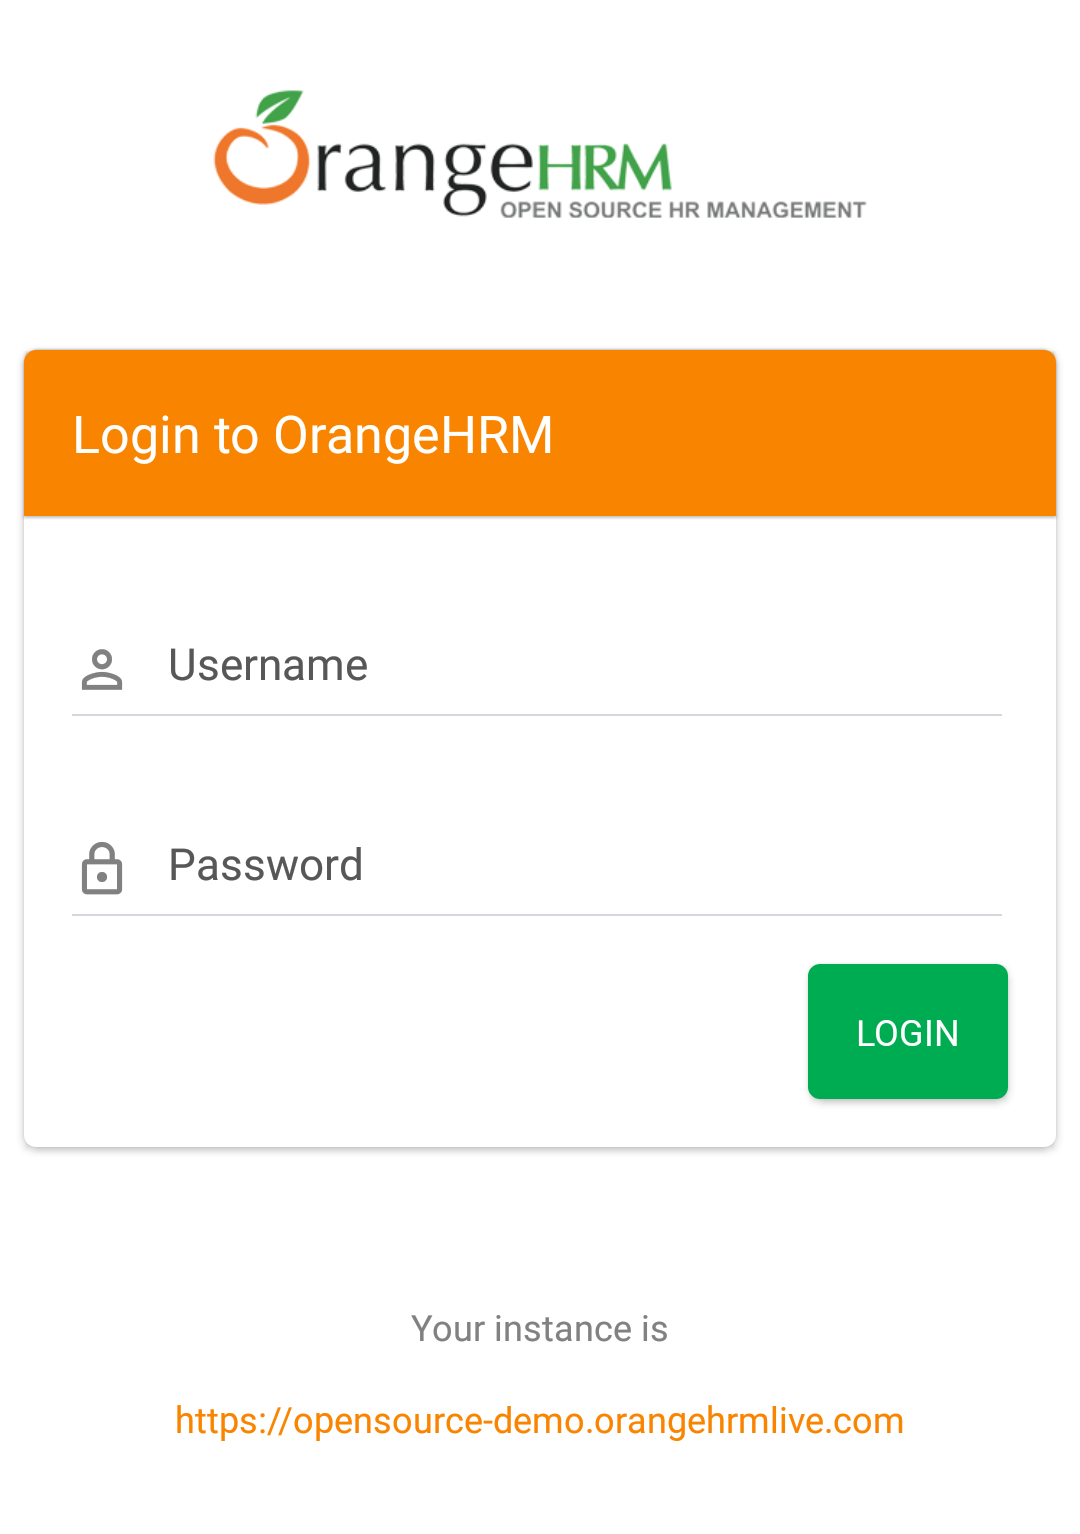 OrangeHRM
OPEN SOURCE HR MANAGEMENT
Login to OrangeHRM
Username
Password
LOGIN
Your instance is
https://opensource-demo.orangehrmlive.com